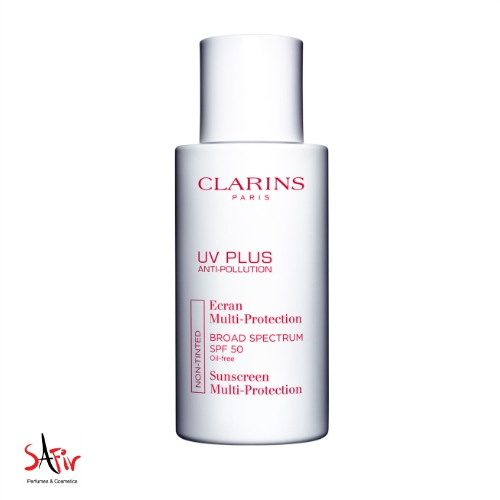 CLARINS
PARIS
UV PLUS
ANTI-POLLUTION
NON-TINTED
Ecran
Multi-Protection
BROAD SPECTRUM
SPF 50
Oil-free
Sunscreen
Multi-Protection
SAfir
Perfumes & Cosmetics